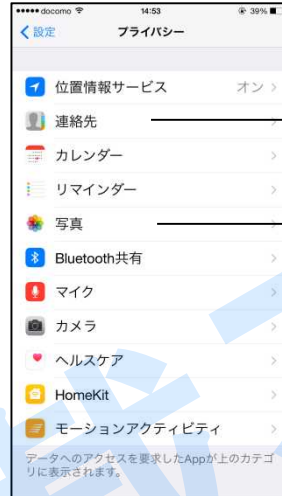 docomo 14:53 39%
設定 プライバシー
位置情報サービス オン
連絡先
カレンダー
リマインダー
写真
Bluetooth共有
マイク
カメラ
ヘルスケア
HomeKit
モーションアクティビティ
データへのアクセスを要求したAppが上のカテゴ
リに表示されます。